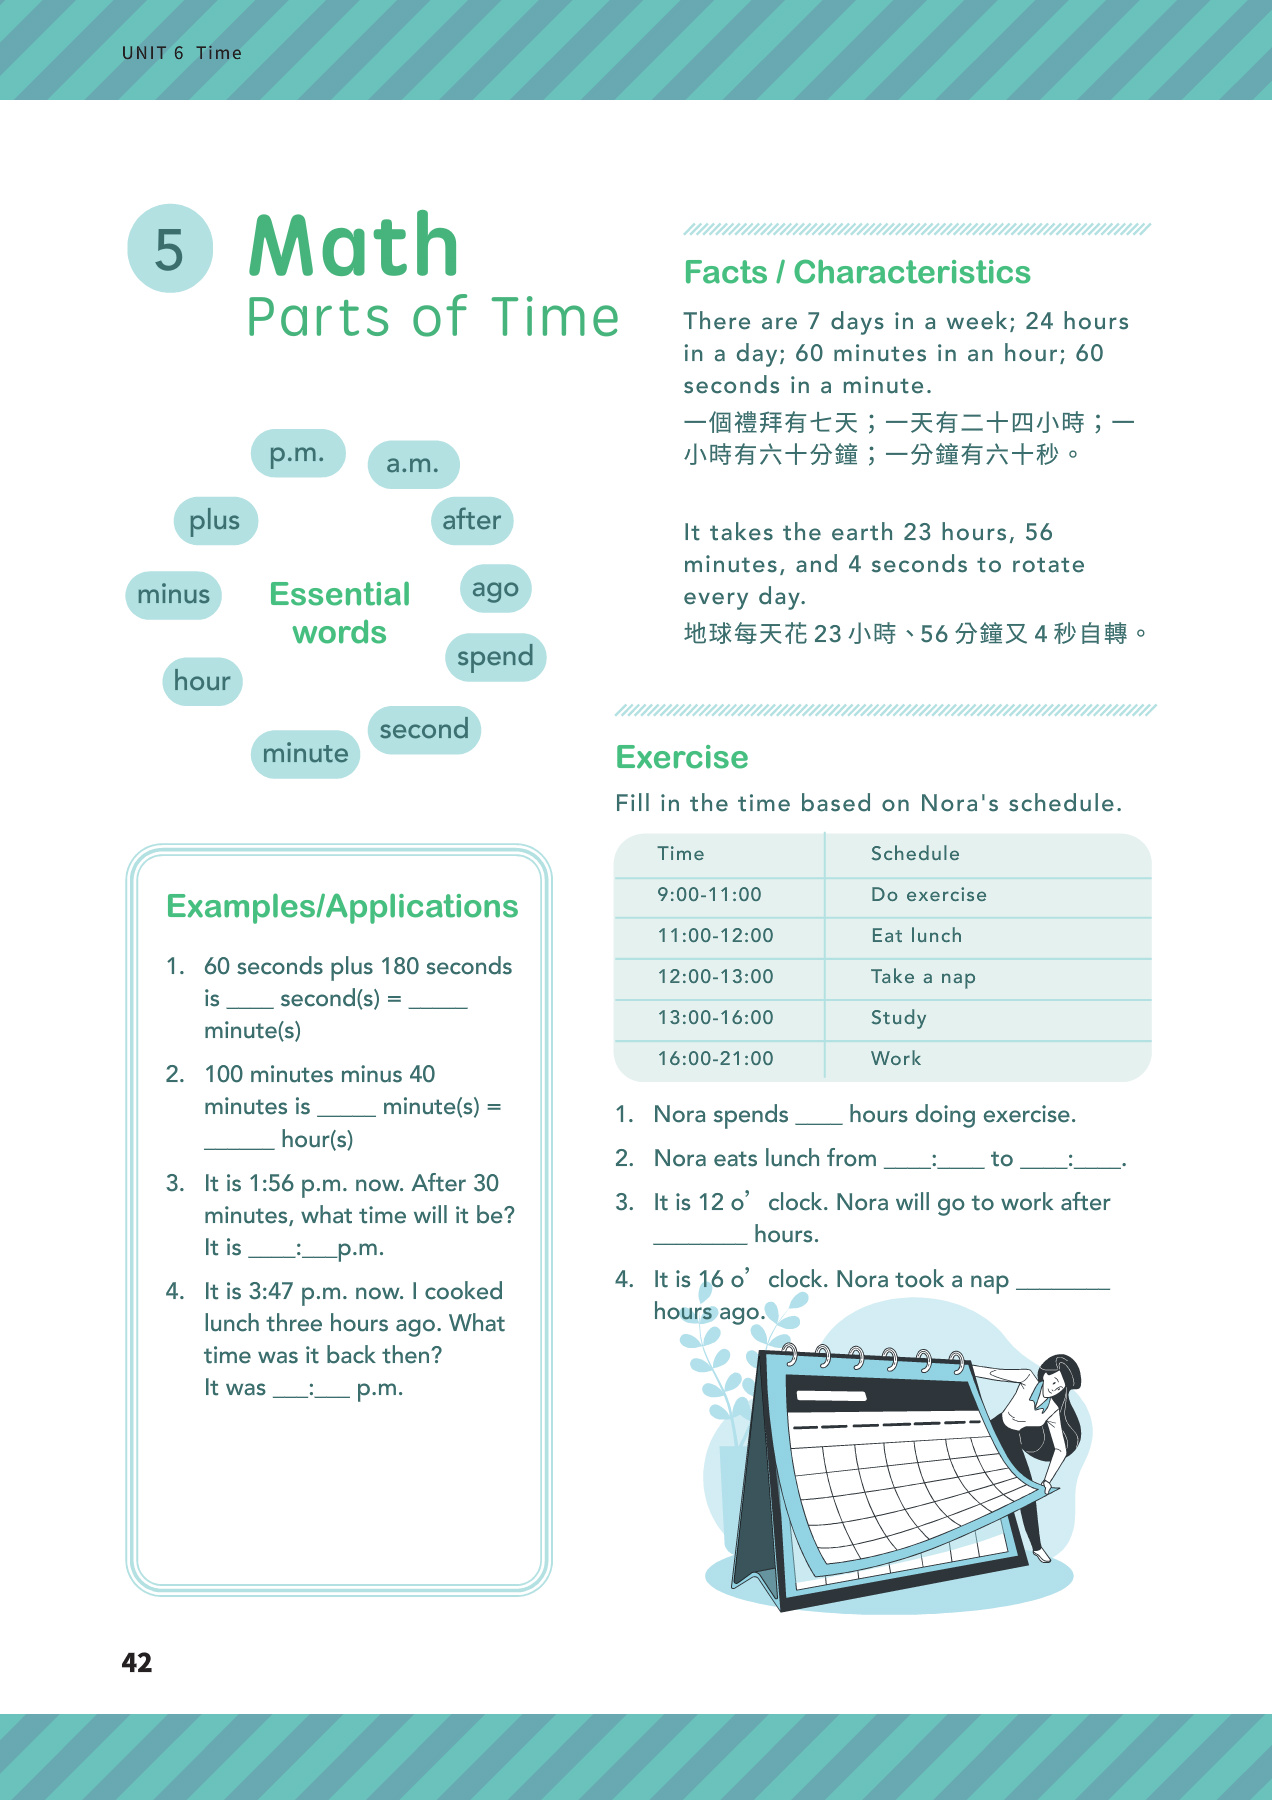 UNIT 6  Time
5
Math
Parts of Time
p.m.
a.m.
plus
after
minus
Essential
words
ago
spend
hour
second
minute
Facts / Characteristics
There are 7 days in a week; 24 hours
in a day; 60 minutes in an hour; 60
seconds in a minute.
一個禮拜有七天；一天有二十四小時；一
小時有六十分鐘；一分鐘有六十秒。
It takes the earth 23 hours, 56
minutes, and 4 seconds to rotate
every day.
地球每天花 23 小時、56 分鐘又 4 秒自轉。
Examples/Applications
1. 60 seconds plus 180 seconds
is ____ second(s) = _____
minute(s)
2. 100 minutes minus 40
minutes is _____ minute(s) =
______ hour(s)
3. It is 1:56 p.m. now. After 30
minutes, what time will it be?
It is ____:___p.m.
4. It is 3:47 p.m. now. I cooked
lunch three hours ago. What
time was it back then?
It was ___:___ p.m.
Exercise
Fill in the time based on Nora's schedule.
Time Schedule
9:00-11:00 Do exercise
11:00-12:00 Eat lunch
12:00-13:00 Take a nap
13:00-16:00 Study
16:00-21:00 Work
1. Nora spends ____ hours doing exercise.
2. Nora eats lunch from ____:____ to ____:____.
3. It is 12 o’ clock. Nora will go to work after
________ hours.
4. It is 16 o’ clock. Nora took a nap ________
hours ago.
42